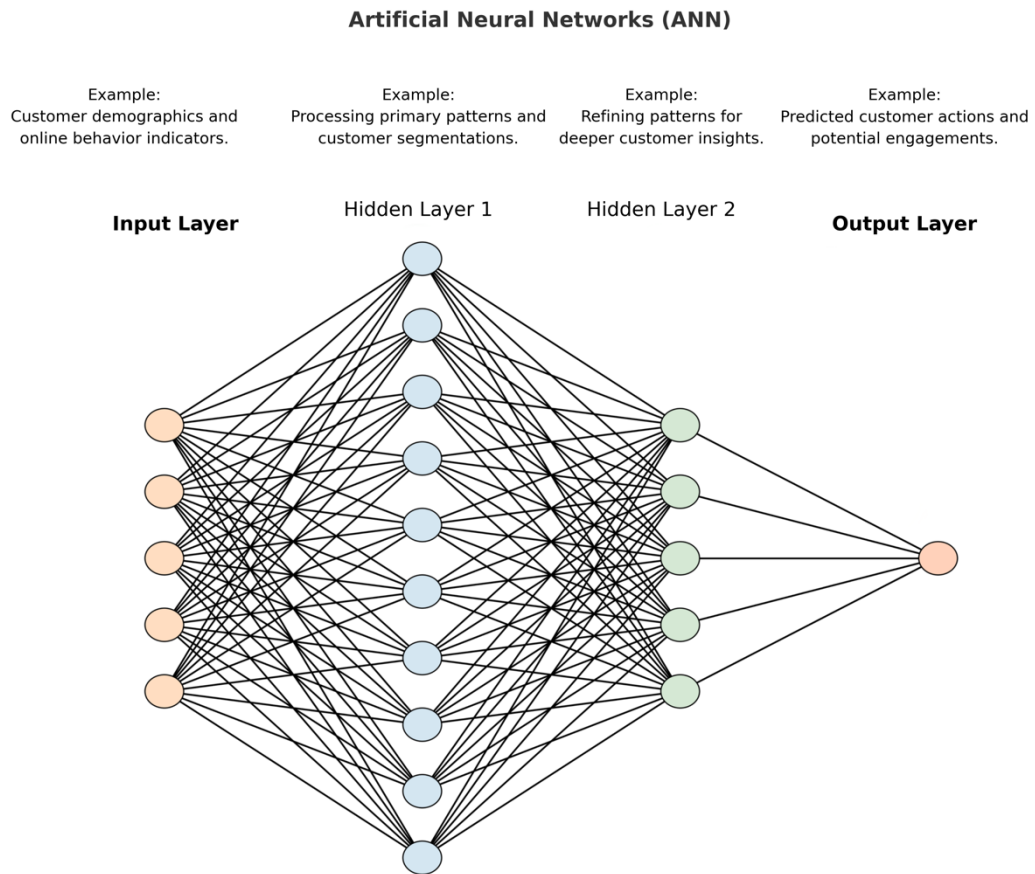 Artificial Neural Networks (ANN)
Example:
Customer demographics and
online behavior indicators.
Example:
Processing primary patterns and
customer segmentations.
Example:
Refining patterns for
deeper customer insights.
Example:
Predicted customer actions and
potential engagements.
Input Layer
Hidden Layer 1
Hidden Layer 2
Output Layer